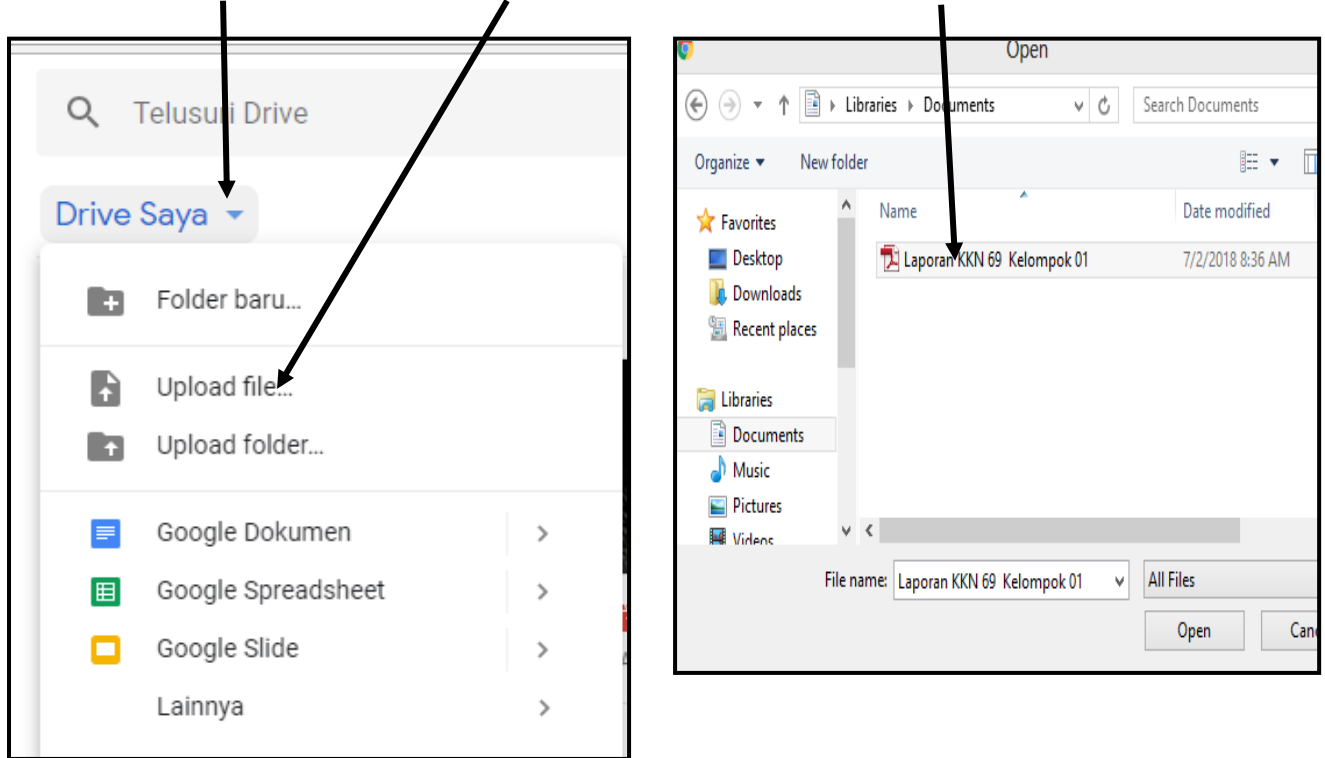 Telusuri Drive
Drive Saya
Folder baru...
Upload file...
Upload folder...
Google Dokumen
Google Spreadsheet
Google Slide
Lainnya
Open
Libraries Documents
Search Documents
Organize
New folder
Name
Date modified
Favorites
Desktop
Downloads
Recent places
Libraries
Documents
Music
Pictures
Videos
Laporan KKN 69 Kelompok 01
7/2/2018 8:36 AM
File name: Laporan KKN 69 Kelompok 01
All Files
Open